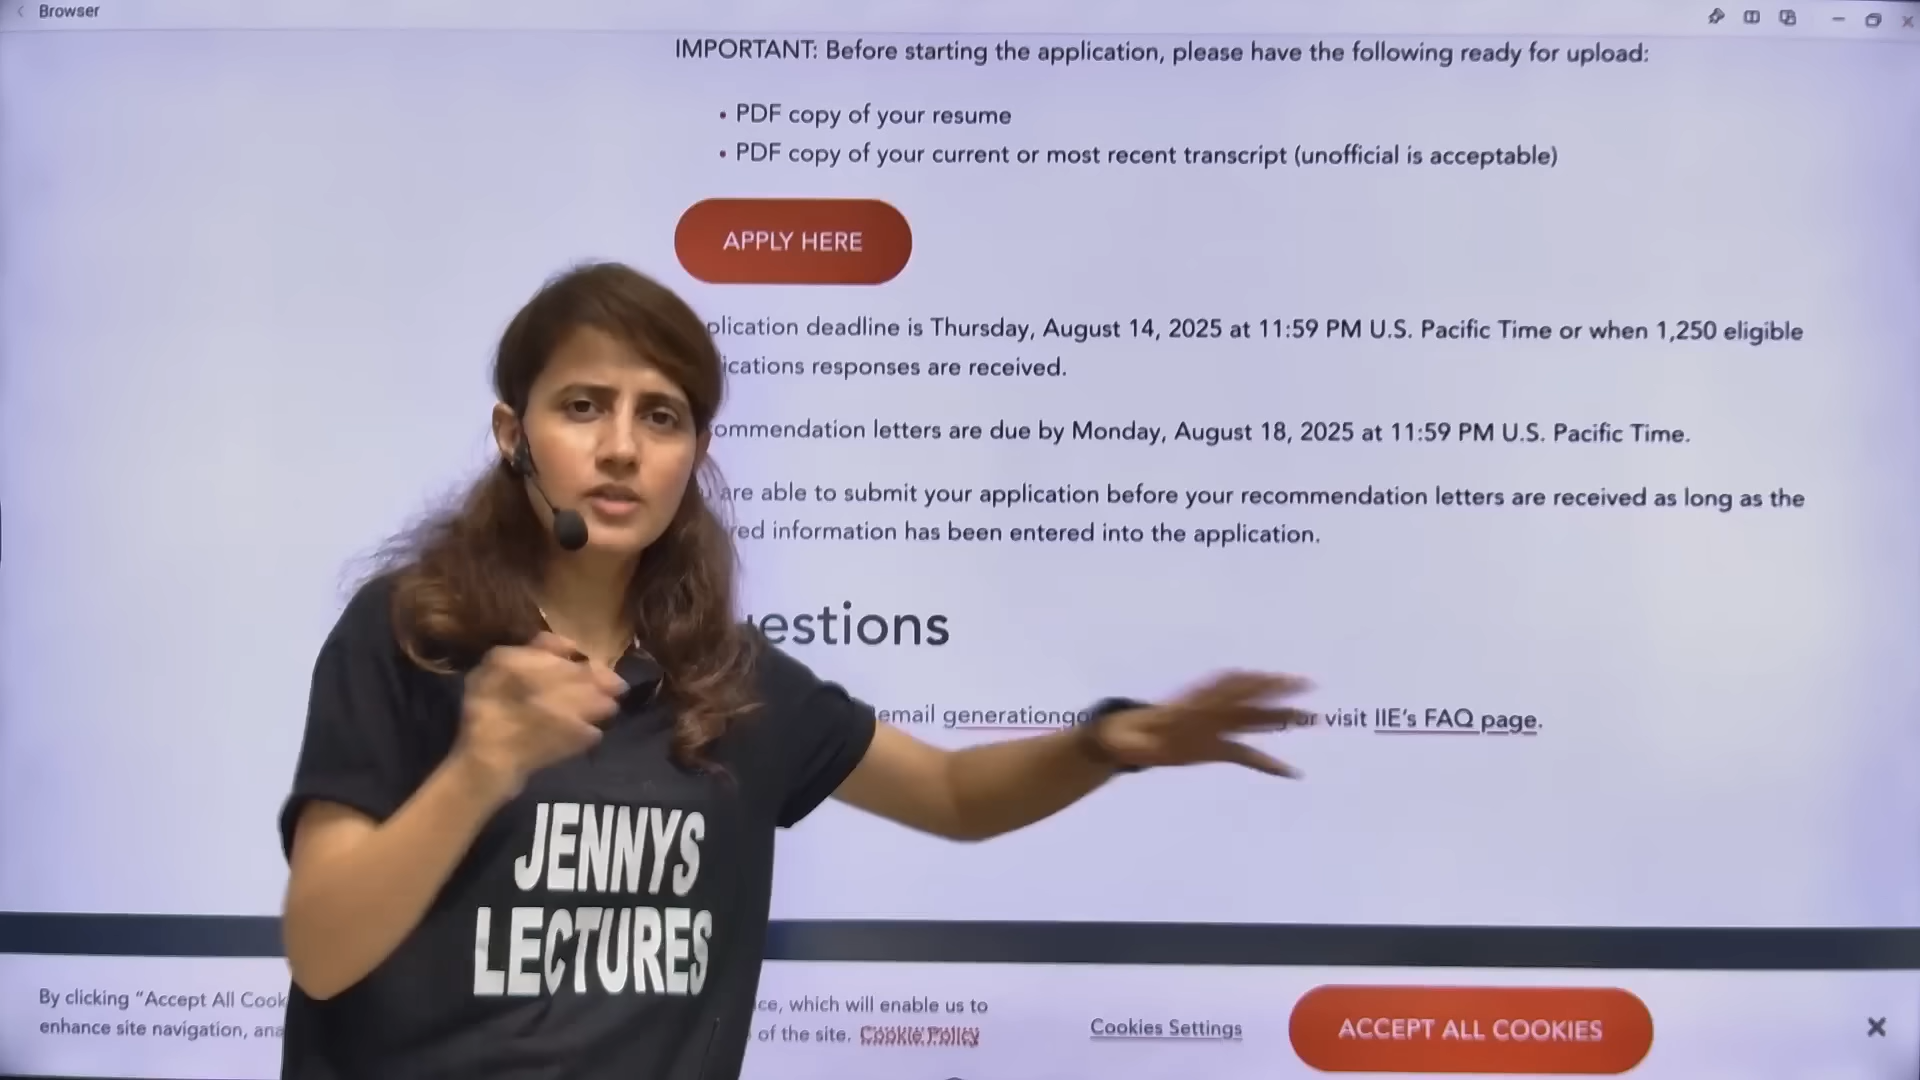 Browser
IMPORTANT: Before starting the application, please have the following ready for upload:
• PDF copy of your resume
• PDF copy of your current or most recent transcript (unofficial is acceptable)
APPLY HERE
plication deadline is Thursday, August 14, 2025 at 11:59 PM U.S. Pacific Time or when 1,250 eligible
ications responses are received.
ommendation letters are due by Monday, August 18, 2025 at 11:59 PM U.S. Pacific Time.
are able to submit your application before your recommendation letters are received as long as the
red information has been entered into the application.
estions
email generationgo or visit IIE's FAQ page.
JENNYS
LECTURES
By clicking “Accept All Cook ce, which will enable us to
enhance site navigation, ana of the site. Cookie Policy
Cookies Settings
ACCEPT ALL COOKIES